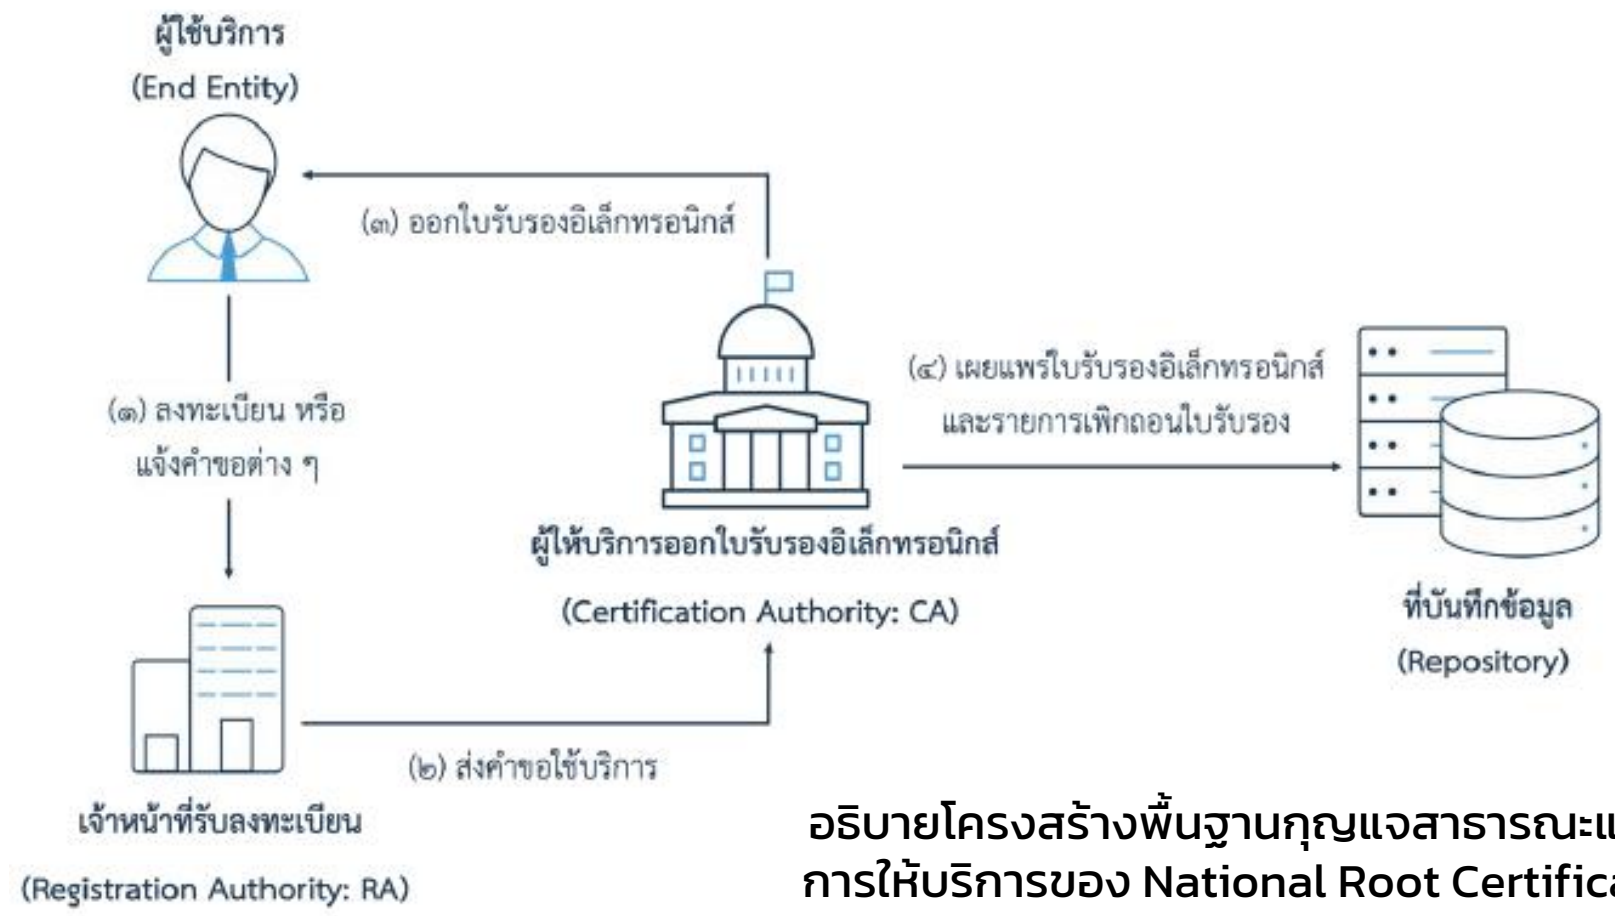 ผู้ใช้บริการ
(End Entity)
(๓) ออกใบรับรองอิเล็กทรอนิกส์
(๑) ลงทะเบียน หรือ
แจ้งคำขอต่าง ๆ
(๔) เผยแพร่ใบรับรองอิเล็กทรอนิกส์
และรายการเพิกถอนใบรับรอง
ผู้ให้บริการออกใบรับรองอิเล็กทรอนิกส์
(Certification Authority: CA)
ที่บันทึกข้อมูล
(Repository)
(๒) ส่งคำขอใช้บริการ
เจ้าหน้าที่รับลงทะเบียน
(Registration Authority: RA)
อธิบายโครงสร้างพื้นฐานกุญแจสาธารณะ
การให้บริการของ National Root